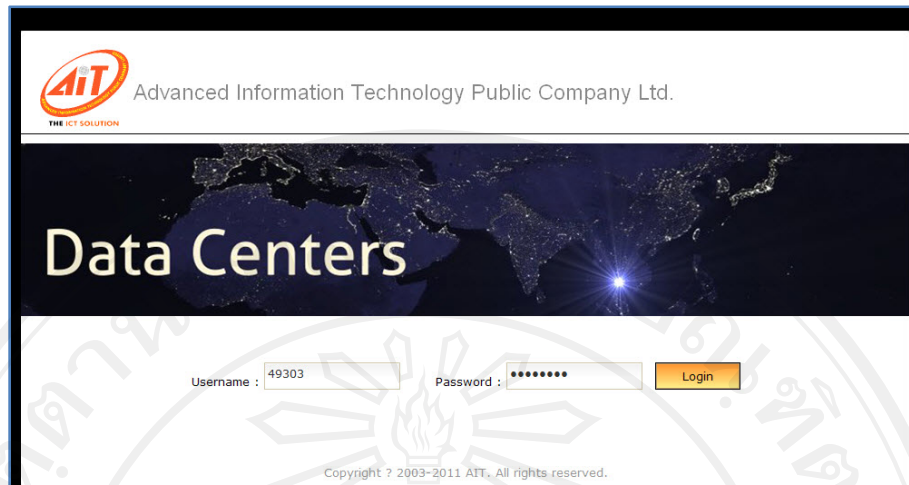 AiT
THE ICT SOLUTION
Advanced Information Technology Public Company Ltd.
Data Centers
Username : 49303 Password : •••••••• Login
Copyright ? 2003-2011 AIT. All rights reserved.